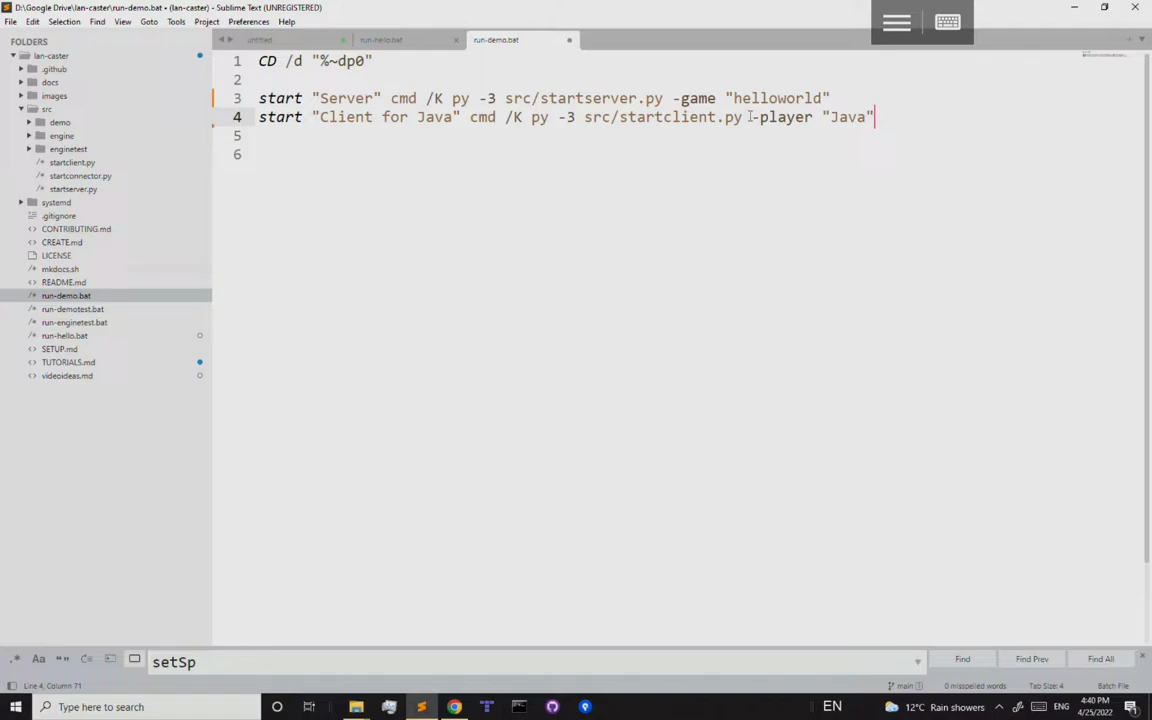 D:\Google Drive\lan-caster\run-demo.bat • (lan-caster) - Sublime Text (UNREGISTERED)
File Edit Selection Find View Goto Tools Project Preferences Help
FOLDERS
lan-caster
.github
docs
images
src
demo
engine
enginetest
startclient.py
startconnector.py
startserver.py
systemd
.gitignore
CONTRIBUTING.md
CREATE.md
LICENSE
mkdocs.sh
README.md
run-demo.bat
run-demotest.bat
run-enginetest.bat
run-hello.bat
SETUP.md
TUTORIALS.md
videoideas.md
untitled run-hello.bat run-demo.bat
1 CD /d "%~dp0"
2
3 start "Server" cmd /K py -3 src/startserver.py -game "helloworld"
4 start "Client for Java" cmd /K py -3 src/startclient.py -player "Java"
5
6
.* Aa “” setSp Find Find Prev Find All
Line 4, Column 71 main 1 0 misspelled words Tab Size: 4 Batch File
Type here to search EN 12°C Rain showers ENG 4:40 PM
4/25/2022